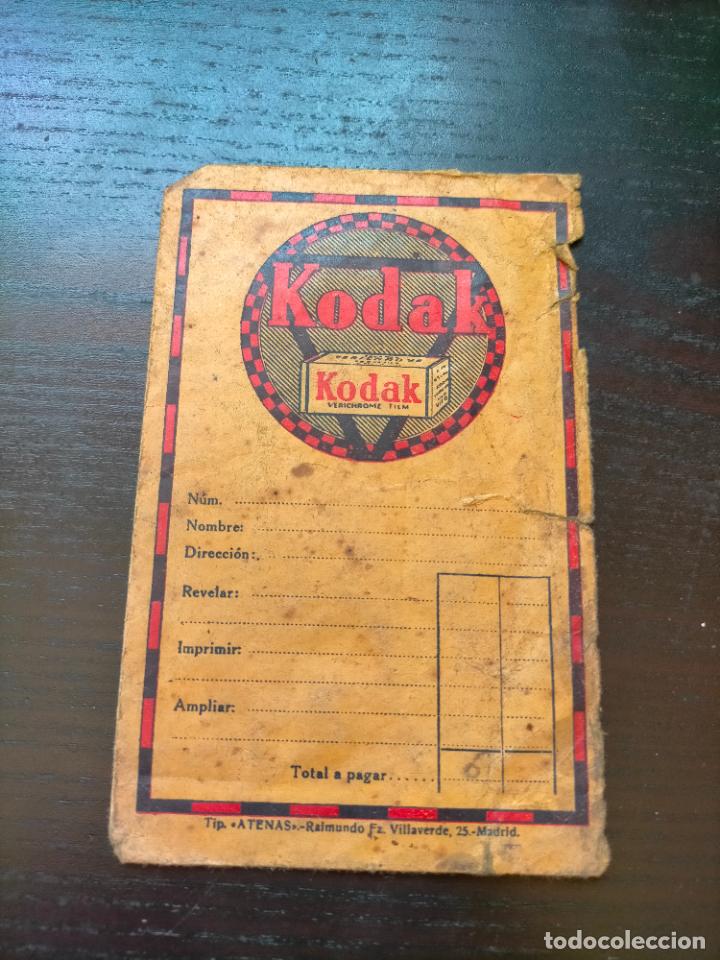 Kodak
Kodak
VERICHROME FILM
Núm.
Nombre:
Dirección:
Revelar:
Imprimir:
Ampliar:
Total a pagar......
Tip. «ATENAS».-Raimundo Fz. Villaverde, 25.-Madrid.
todocoleccion